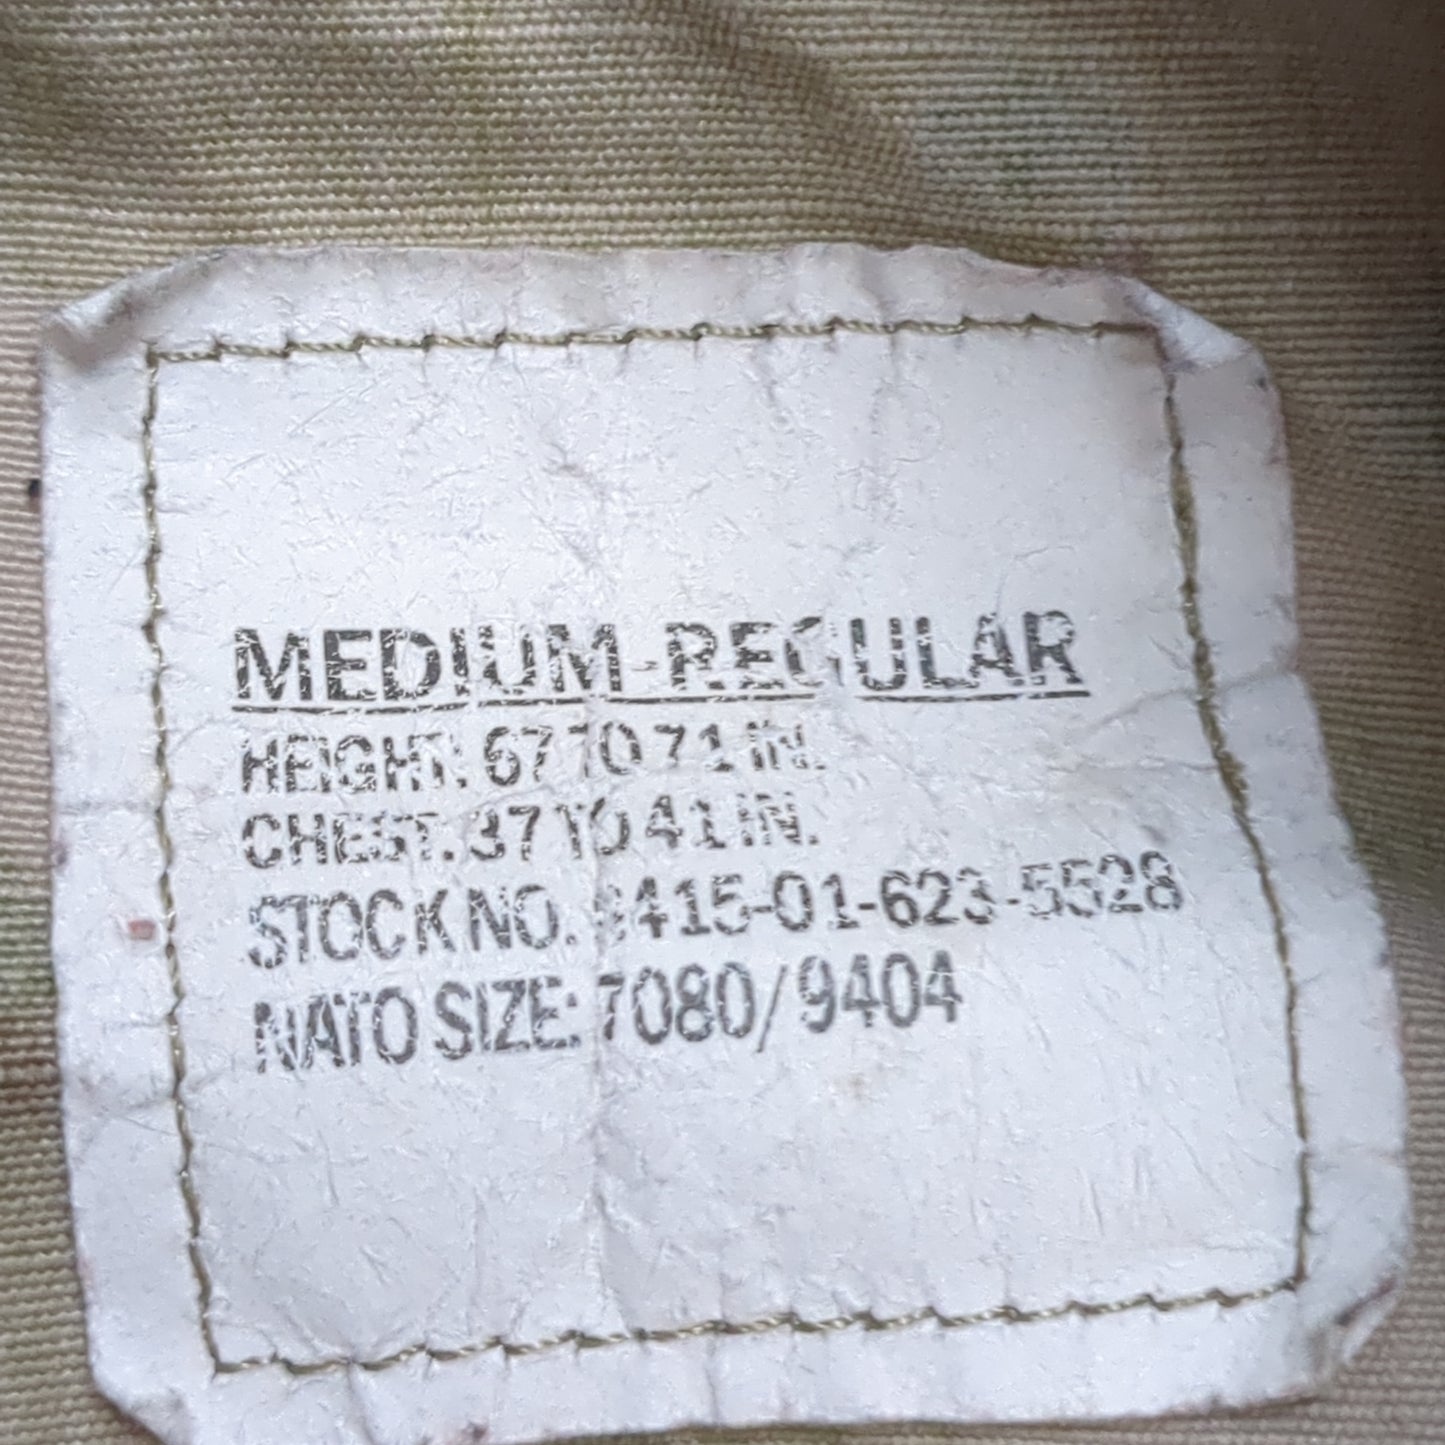 MEDIUM-REGULAR
HEIGHT: 67 TO 71 IN.
CHEST: 37 TO 41 IN.
STOCK NO. 8415-01-623-5528
NATO SIZE: 7080/9404